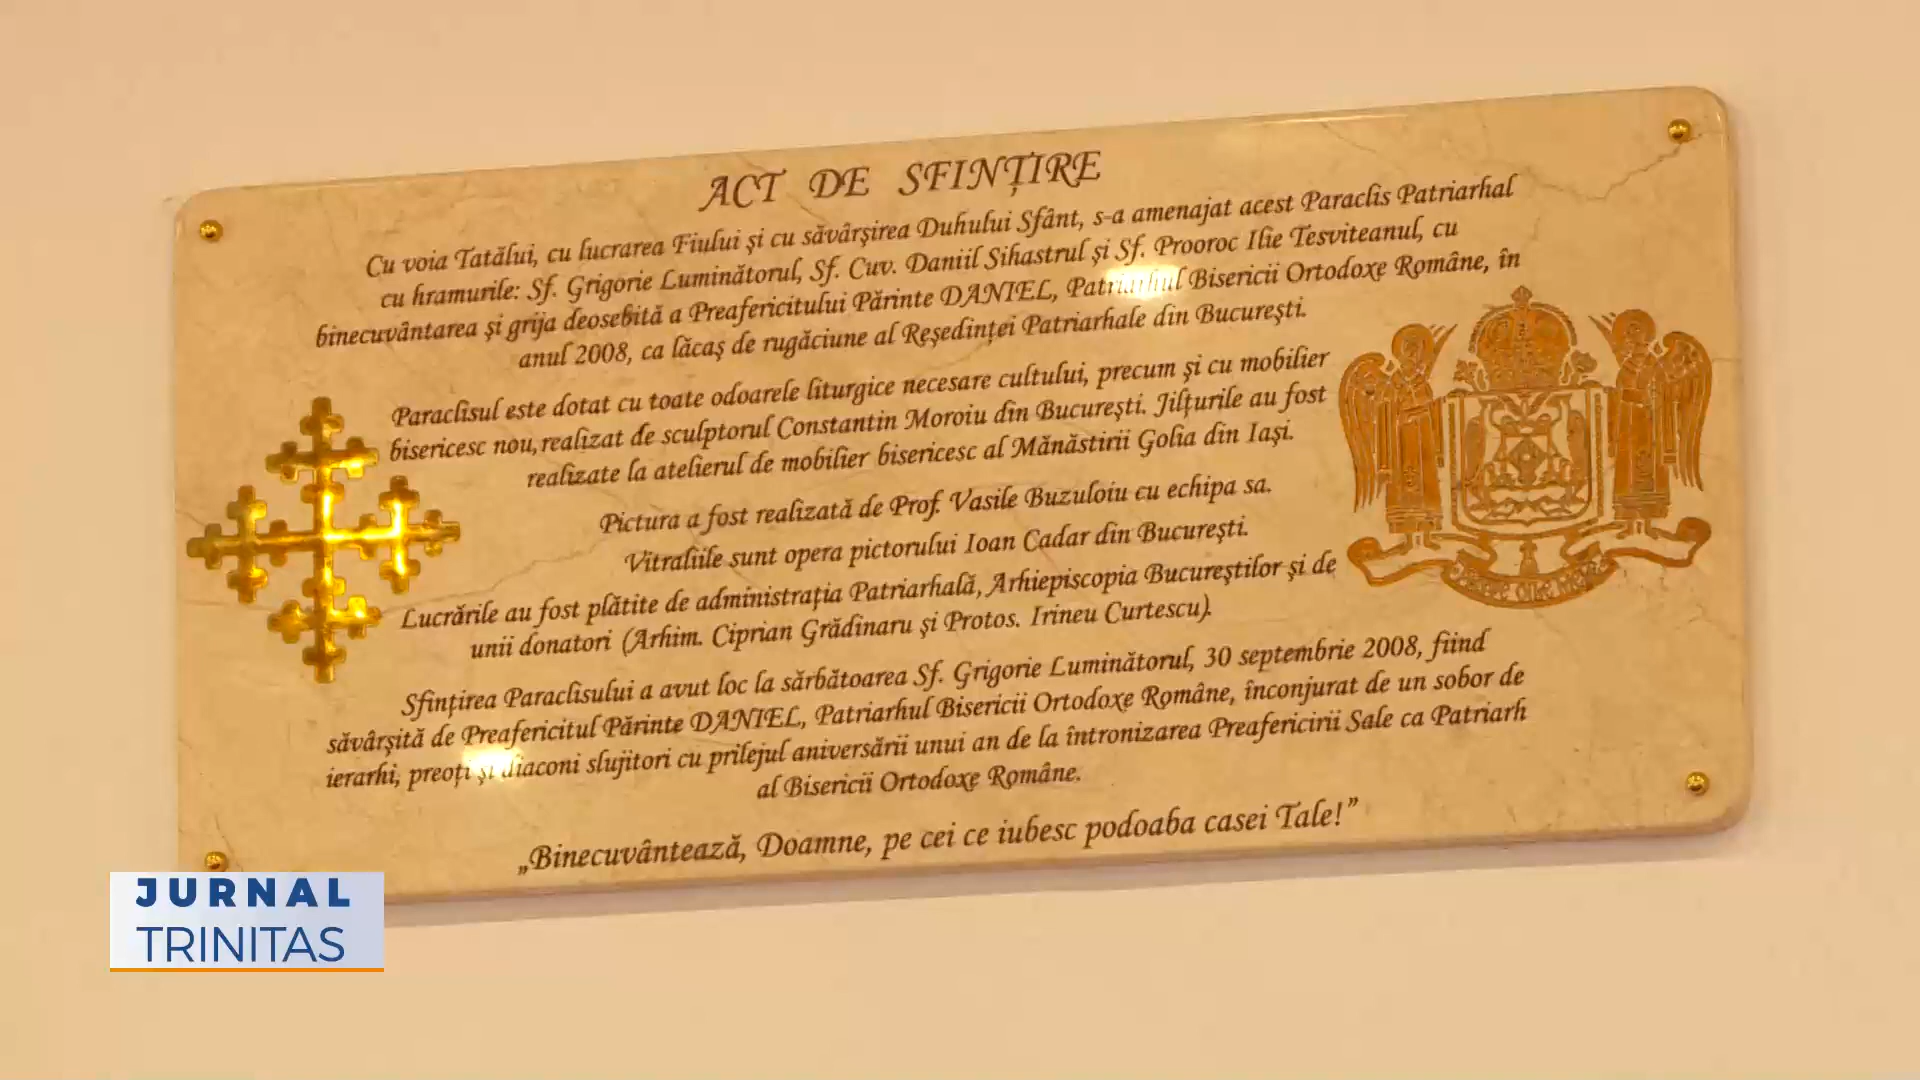 ACT DE SFINȚIRE
Cu voia Tatălui, cu lucrarea Fiului și cu săvârșirea Duhului Sfânt, s-a amenajat acest Paraclis Patriarhal
cu hramurile: Sf. Grigorie Luminătorul, Sf. Cuv. Daniil Sihastrul și Sf. Prooroc Ilie Tesviteanul, cu
binecuvântarea și grija deosebită a Preafericitului Părinte DANIEL, Patriarhul Bisericii Ortodoxe Române, în
anul 2008, ca lăcaș de rugăciune al Reședinței Patriarhale din București.
Paraclisul este dotat cu toate odoarele liturgice necesare cultului, precum și cu mobilier
bisericesc nou, realizat de sculptorul Constantin Moroiu din București. Jilțurile au fost
realizate la atelierul de mobilier bisericesc al Mănăstirii Golia din Iași.
Pictura a fost realizată de Prof. Vasile Buzuloiu cu echipa sa.
Vitraliile sunt opera pictorului Ioan Cadar din București.
Lucrările au fost plătite de administrația Patriarhală, Arhiepiscopia Bucureștilor și de
unii donatori (Arhim. Ciprian Grădinaru și Protos. Irineu Curtescu).
Sfințirea Paraclisului a avut loc la sărbătoarea Sf. Grigorie Luminătorul, 30 septembrie 2008, fiind
săvârșită de Preafericitul Părinte DANIEL, Patriarhul Bisericii Ortodoxe Române, înconjurat de un sobor de
ierarhi, preoți și diaconi slujitori cu prilejul aniversării unui an de la întronizarea Preafericirii Sale ca Patriarh
al Bisericii Ortodoxe Române.
„Binecuvântează, Doamne, pe cei ce iubesc podoaba casei Tale!”
JURNAL
TRINITAS